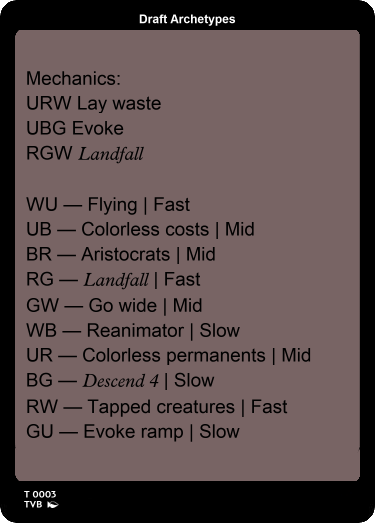 Draft Archetypes
Mechanics:
URW Lay waste
UBG Evoke
RGW Landfall
WU — Flying | Fast
UB — Colorless costs | Mid
BR — Aristocrats | Mid
RG — Landfall | Fast
GW — Go wide | Mid
WB — Reanimator | Slow
UR — Colorless permanents | Mid
BG — Descend 4 | Slow
RW — Tapped creatures | Fast
GU — Evoke ramp | Slow
T 0003
TVB